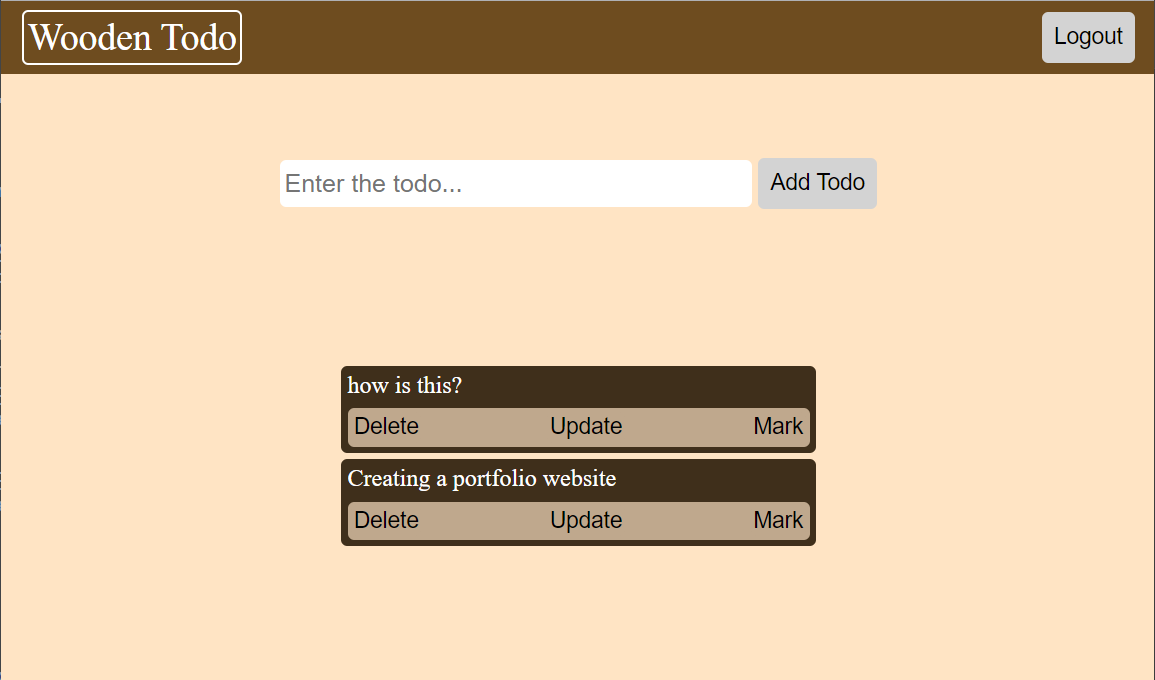 Wooden Todo
Logout
Enter the todo...
Add Todo
how is this?
Delete Update Mark
Creating a portfolio website
Delete Update Mark